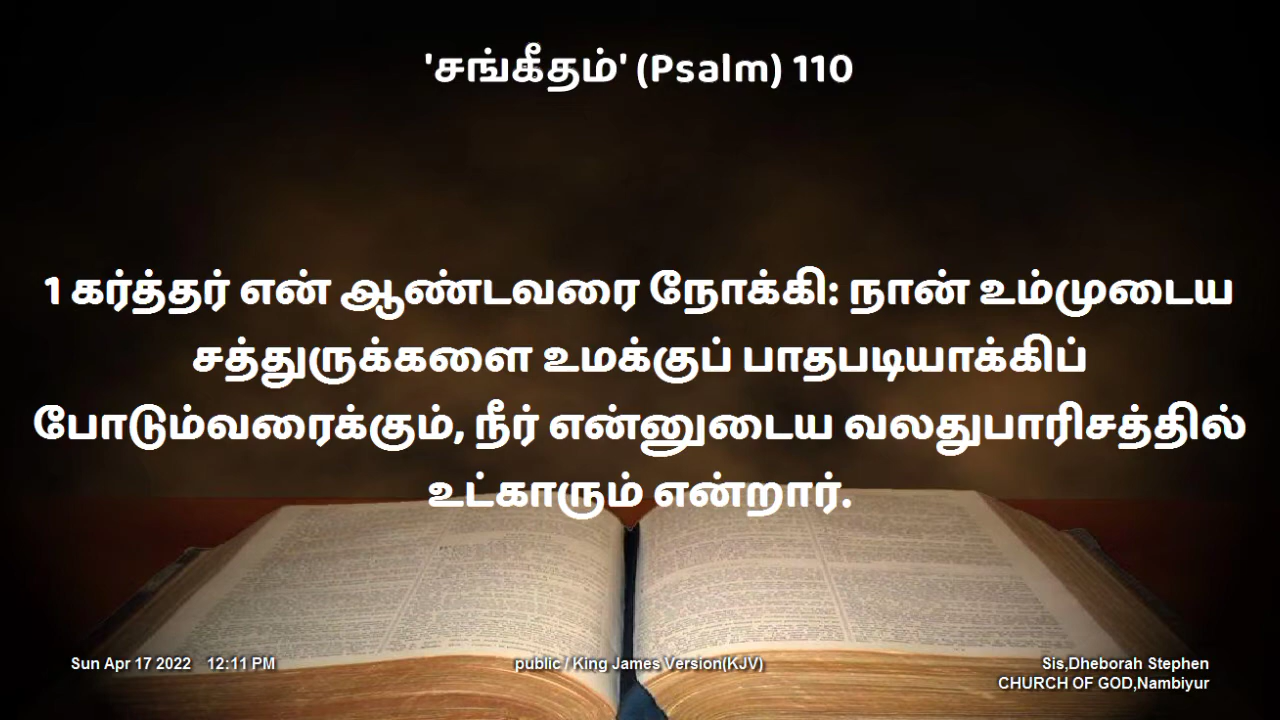 'சங்கீதம்' (Psalm) 110
1 கர்த்தர் என் ஆண்டவரை நோக்கி: நான் உம்முடைய
சத்துருக்களை உமக்குப் பாதபடியாக்கிப்
போடும்வரைக்கும், நீர் என்னுடைய வலதுபாரிசத்தில்
உட்காரும் என்றார்.
Sun Apr 17 2022 12:11 PM
public / King James Version(KJV)
Sis,Dheborah Stephen
CHURCH OF GOD,Nambiyur